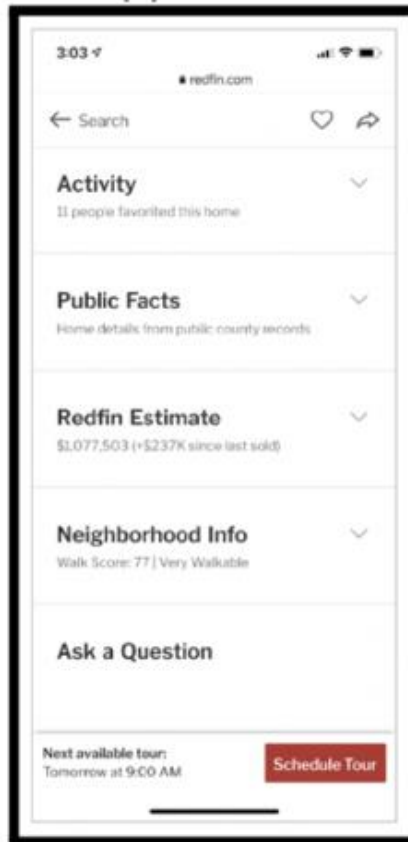 3:03
redfin.com
Search
Activity
11 people favorited this home
Public Facts
Home details from public county records
Redfin Estimate
$1,077,503 (+$237K since last sold)
Neighborhood Info
Walk Score: 77 | Very Walkable
Ask a Question
Next available tour:
Tomorrow at 9:00 AM
Schedule Tour